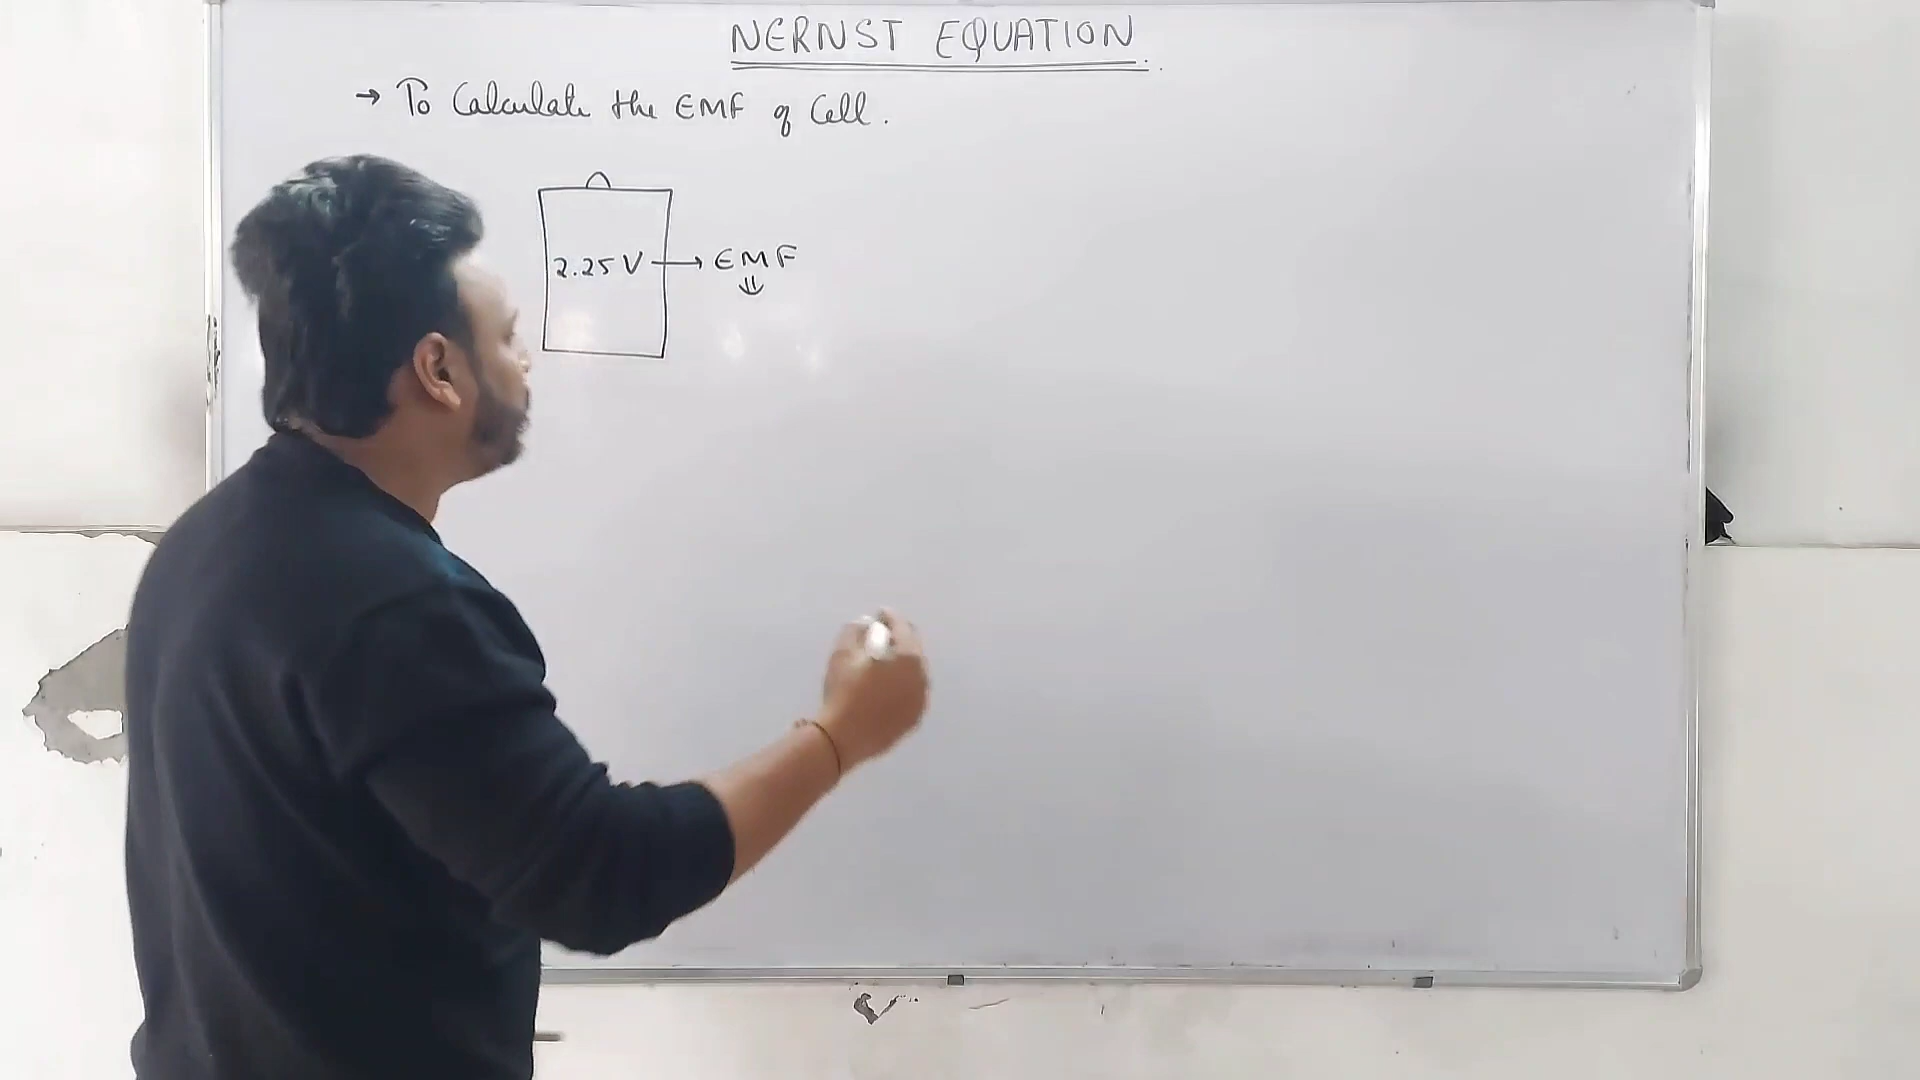 NERNST EQUATION
→ To Calculate the EMF of Cell.
2.25 V → EMF
⇓